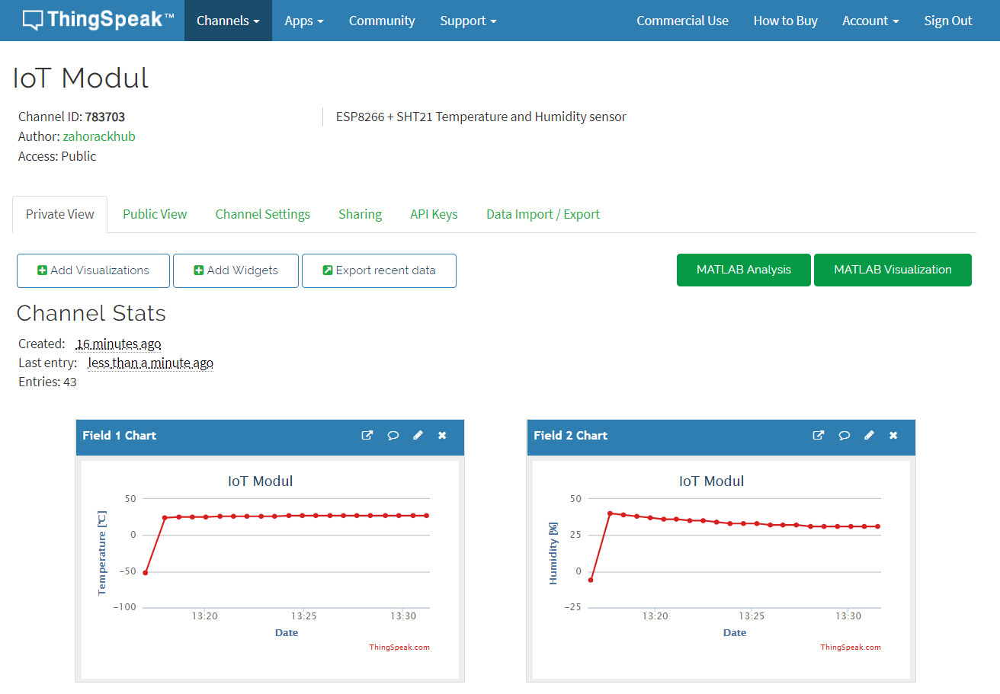 ThingSpeak™ Channels Apps Community Support Commercial Use How to Buy Account Sign Out
IoT Modul
Channel ID: 783703
Author: zahorackhub
Access: Public
ESP8266 + SHT21 Temperature and Humidity sensor
Private View Public View Channel Settings Sharing API Keys Data Import / Export
Add Visualizations Add Widgets Export recent data MATLAB Analysis MATLAB Visualization
Channel Stats
Created: 16 minutes ago
Last entry: less than a minute ago
Entries: 43
Field 1 Chart
IoT Modul
Temperature [℃]
50
0
−50
−100
13:20 13:25 13:30
Date
ThingSpeak.com
Field 2 Chart
IoT Modul
Humidity [%]
50
25
0
−25
13:20 13:25 13:30
Date
ThingSpeak.com